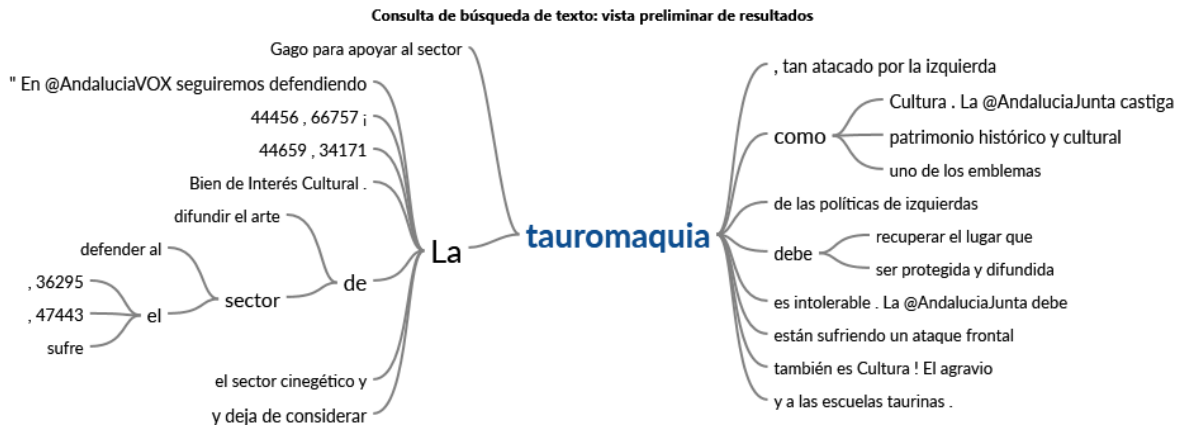 Consulta de búsqueda de texto: vista preliminar de resultados
Gago para apoyar al sector
" En @AndaluciaVOX seguiremos defendiendo
44456 , 66757 ¡
44659 , 34171
Bien de Interés Cultural .
difundir el arte
defender al
, 36295
, 47443
sufre
el
sector
de
el sector cinegético y
y deja de considerar
La
tauromaquia
, tan atacado por la izquierda
como
Cultura . La @AndaluciaJunta castiga
patrimonio histórico y cultural
uno de los emblemas
de las políticas de izquierdas
debe
recuperar el lugar que
ser protegida y difundida
es intolerable . La @AndaluciaJunta debe
están sufriendo un ataque frontal
también es Cultura ! El agravio
y a las escuelas taurinas .